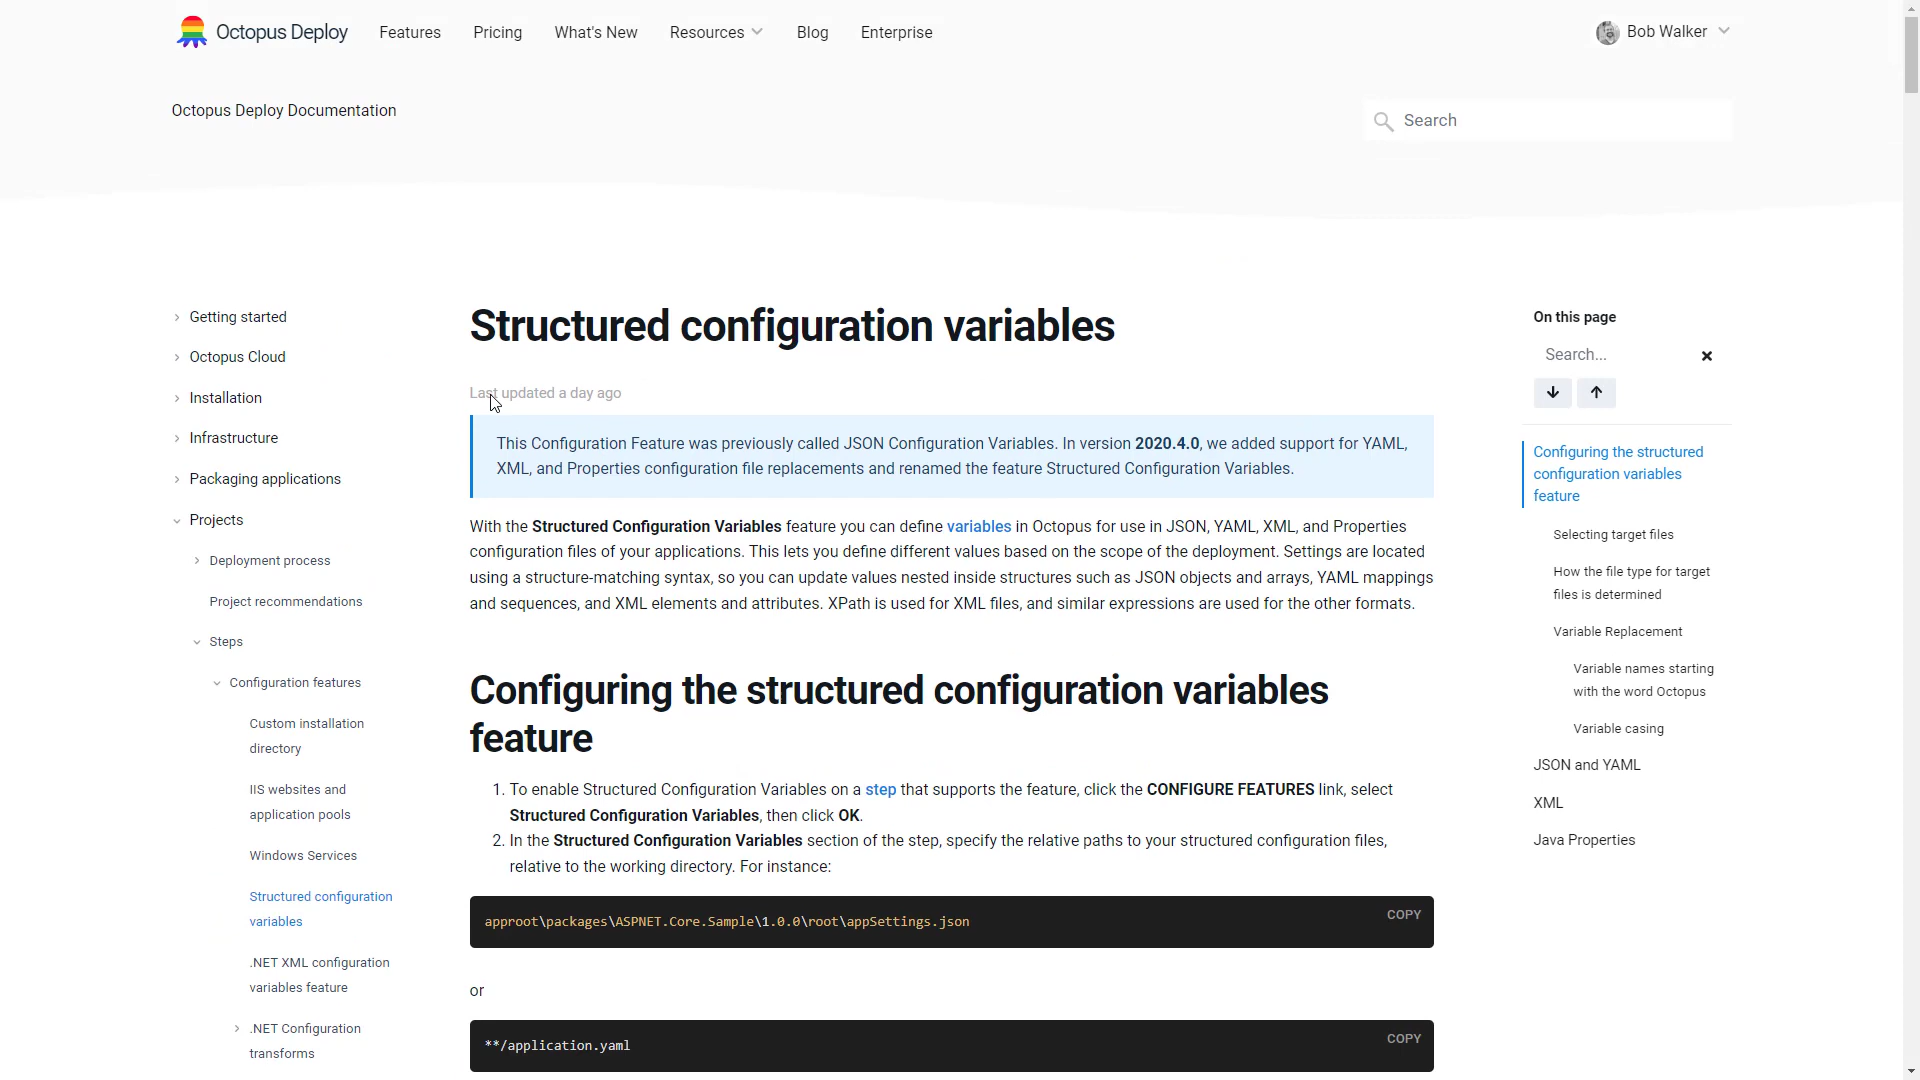 Octopus Deploy
Features
Pricing
What's New
Resources
Blog
Enterprise
Bob Walker
Octopus Deploy Documentation
Search
Getting started
Octopus Cloud
Installation
Infrastructure
Packaging applications
Projects
Deployment process
Project recommendations
Steps
Configuration features
Custom installation
directory
IIS websites and
application pools
Windows Services
Structured configuration
variables
.NET XML configuration
variables feature
.NET Configuration
transforms
Structured configuration variables
Last updated a day ago
This Configuration Feature was previously called JSON Configuration Variables. In version 2020.4.0, we added support for YAML,
XML, and Properties configuration file replacements and renamed the feature Structured Configuration Variables.
With the Structured Configuration Variables feature you can define variables in Octopus for use in JSON, YAML, XML, and Properties
configuration files of your applications. This lets you define different values based on the scope of the deployment. Settings are located
using a structure-matching syntax, so you can update values nested inside structures such as JSON objects and arrays, YAML mappings
and sequences, and XML elements and attributes. XPath is used for XML files, and similar expressions are used for the other formats.
Configuring the structured configuration variables
feature
1. To enable Structured Configuration Variables on a step that supports the feature, click the CONFIGURE FEATURES link, select
Structured Configuration Variables, then click OK.
2. In the Structured Configuration Variables section of the step, specify the relative paths to your structured configuration files,
relative to the working directory. For instance:
approot\packages\ASPNET.Core.Sample\1.0.0\root\appSettings.json
COPY
or
**/application.yaml
COPY
On this page
Search...
Configuring the structured
configuration variables
feature
Selecting target files
How the file type for target
files is determined
Variable Replacement
Variable names starting
with the word Octopus
Variable casing
JSON and YAML
XML
Java Properties